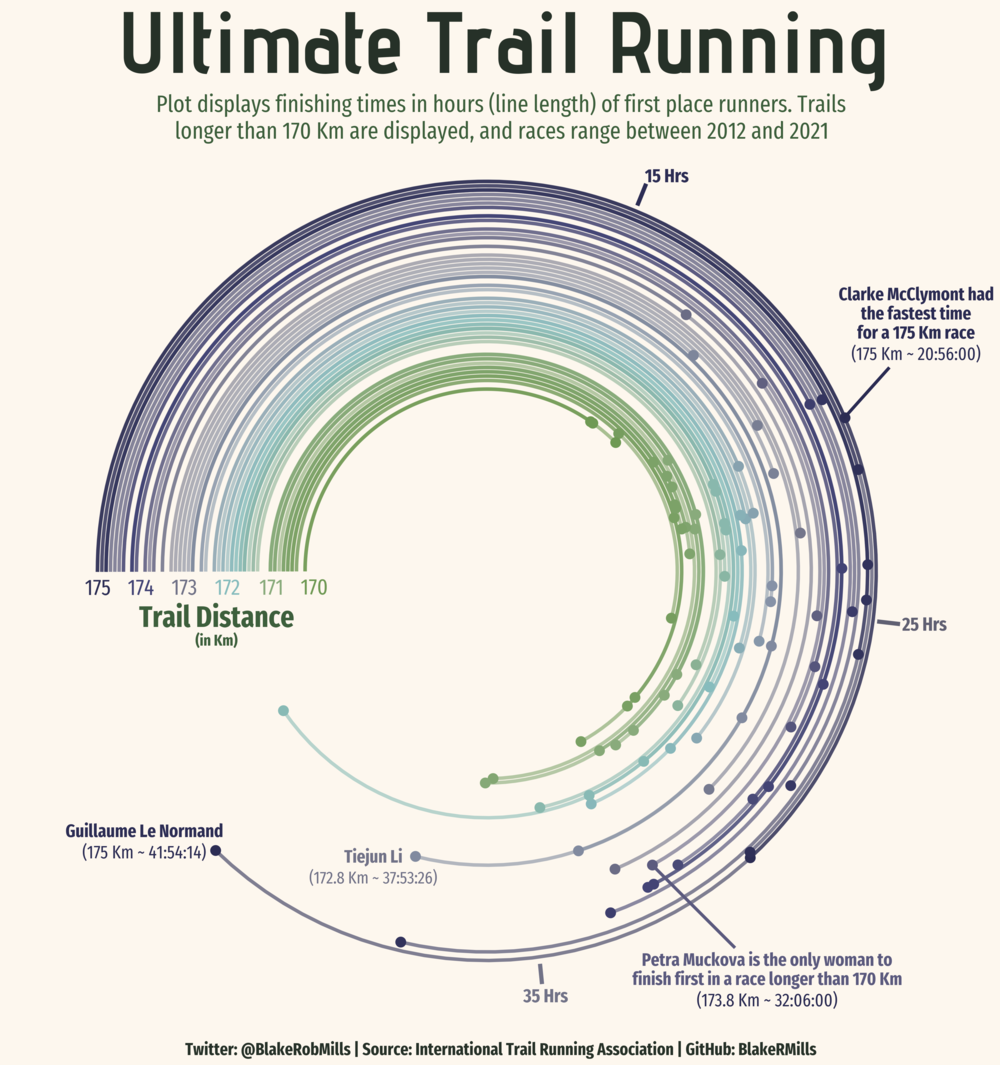 Ultimate Trail Running
Plot displays finishing times in hours (line length) of first place runners. Trails
longer than 170 Km are displayed, and races range between 2012 and 2021
15 Hrs
Clarke McClymont had
the fastest time
for a 175 Km race
(175 Km ~ 20:56:00)
175 174 173 172 171 170
Trail Distance
(in Km)
25 Hrs
Guillaume Le Normand
(175 Km ~ 41:54:14)
Tiejun Li
(172.8 Km ~ 37:53:26)
Petra Muckova is the only woman to
finish first in a race longer than 170 Km
(173.8 Km ~ 32:06:00)
35 Hrs
Twitter: @BlakeRobMills | Source: International Trail Running Association | GitHub: BlakeRMills